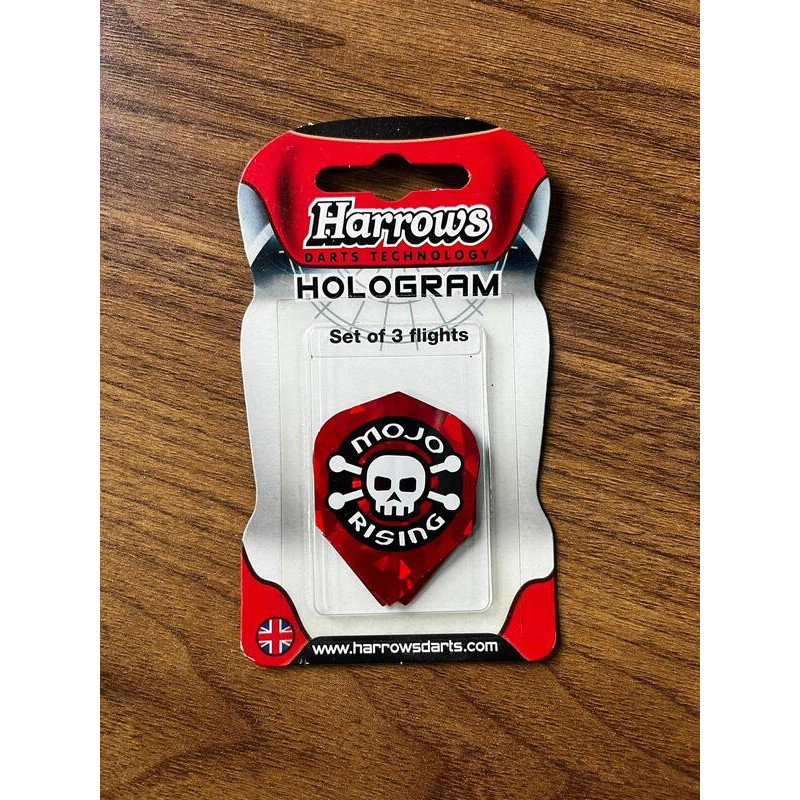 Harrows
DARTS TECHNOLOGY
HOLOGRAM
Set of 3 flights
MOJO
RISING
www.harrowsdarts.com